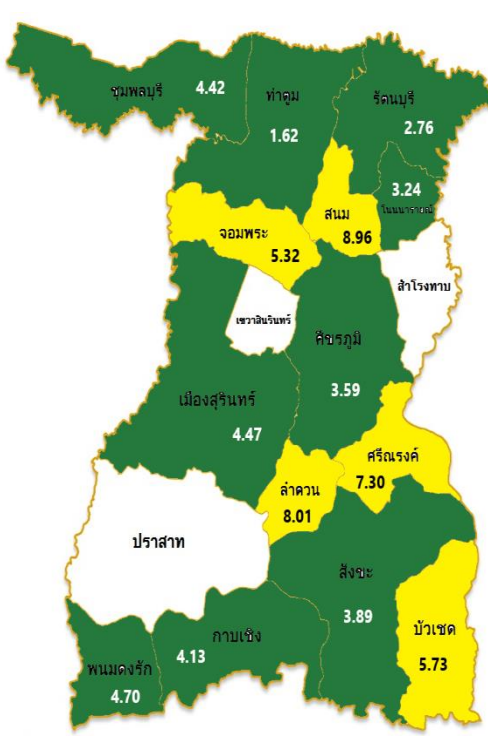 ชุมพลบุรี
4.42
ท่าตูม
1.62
รัตนบุรี
2.76
3.24
โนนนารายณ์
สนม
8.96
จอมพระ
5.32
สำโรงทาบ
เขวาสินรินทร์
ศีขรภูมิ
3.59
เมืองสุรินทร์
4.47
ศรีณรงค์
7.30
ลำดวน
8.01
ปราสาท
สังขะ
3.89
บัวเชด
5.73
กาบเชิง
4.13
พนมดงรัก
4.70